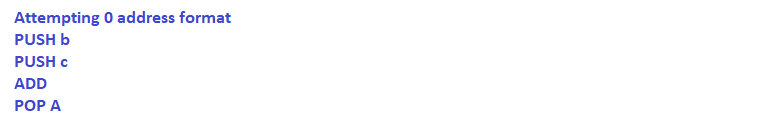 Attempting 0 address format
PUSH b
PUSH c
ADD
POP A